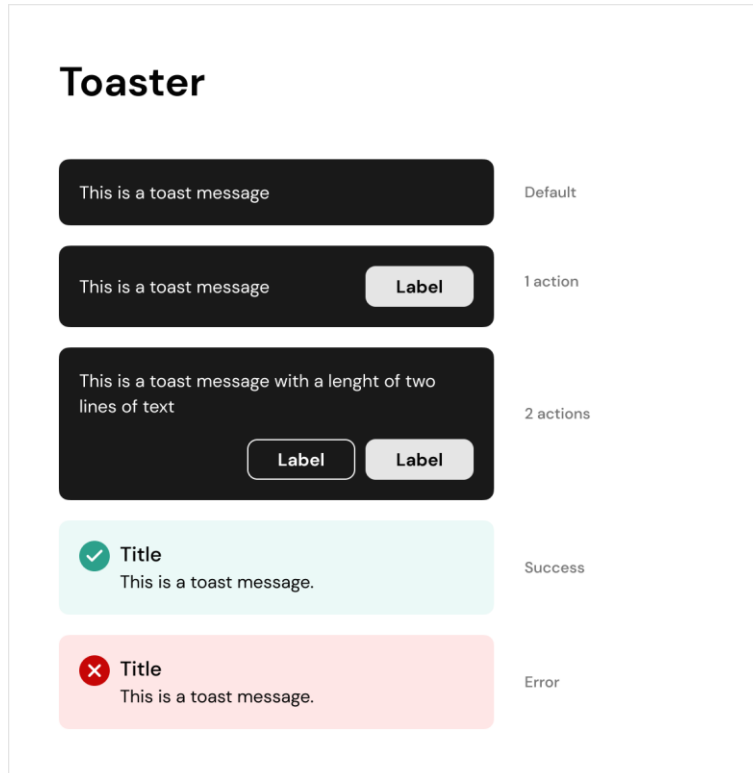 Toaster
This is a toast message
Default
This is a toast message
Label
1 action
This is a toast message with a lenght of two
lines of text
Label
Label
2 actions
Title
This is a toast message.
Success
Title
This is a toast message.
Error